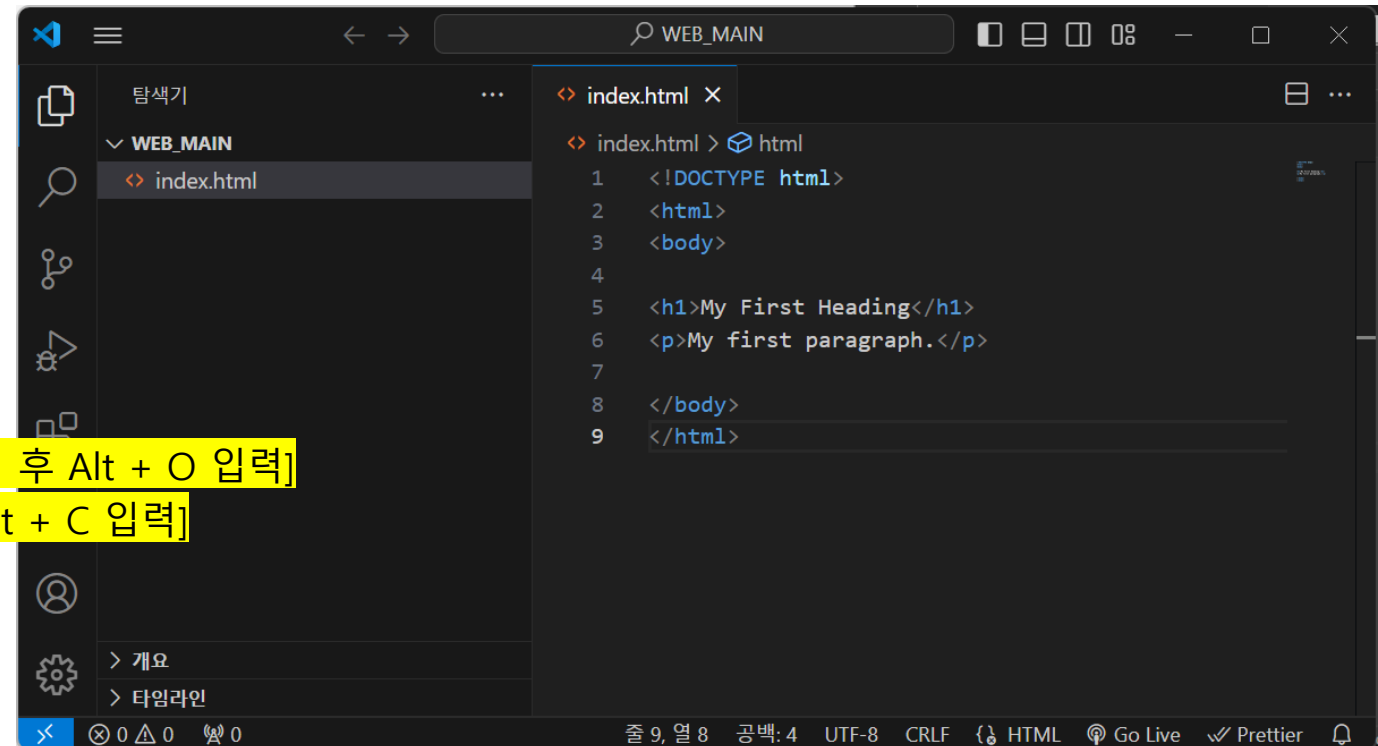 WEB_MAIN
탐색기
index.html
WEB_MAIN
index.html > html
index.html
1 <!DOCTYPE html>
2 <html>
3 <body>
4
5 <h1>My First Heading</h1>
6 <p>My first paragraph.</p>
7
8 </body>
9 </html>
후 Alt + O 입력]
t + C 입력]
개요
타임라인
0 0 0 줄 9, 열 8 공백: 4 UTF-8 CRLF HTML Go Live Prettier